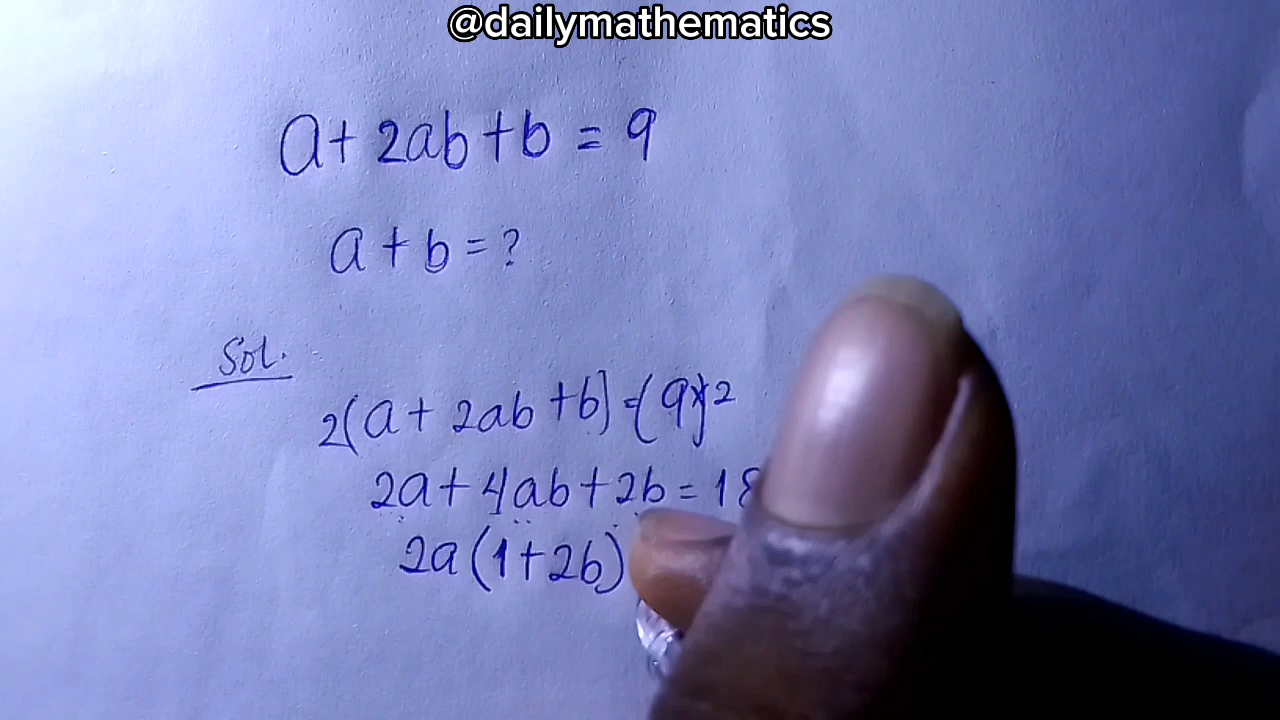 @dailymathematics
a + 2ab + b = 9
a + b = ?
Sol.
2(a + 2ab + b) = (9)×2
2a + 4ab + 2b = 18
2a(1 + 2b)